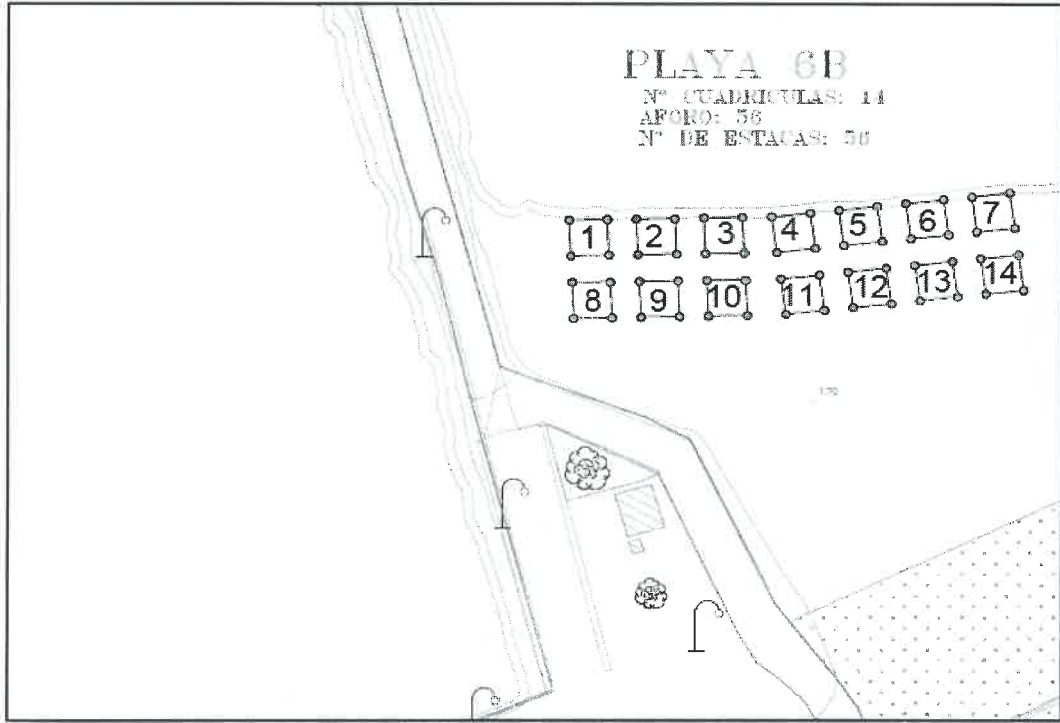 PLAYA 6B
Nº CUADRICULAS: 14
AFORO: 56
Nº DE ESTACAS: 56
1 2 3 4 5 6 7
8 9 10 11 12 13 14